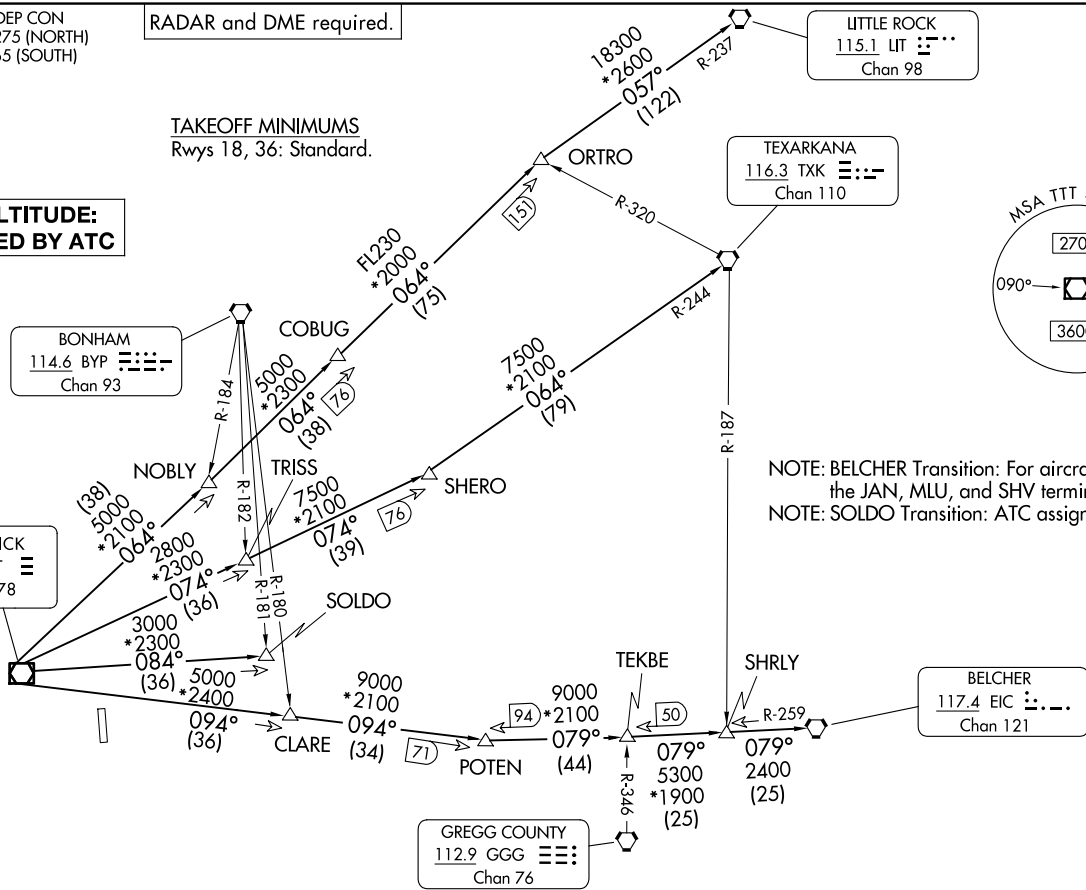 DEP CON
275 (NORTH)
5 (SOUTH)
RADAR and DME required.
TAKEOFF MINIMUMS
Rwys 18, 36: Standard.
LTITUDE:
ED BY ATC
LITTLE ROCK
115.1 LIT
Chan 98
R-237
18300
*2600
057°
(122)
ORTRO
151
TEXARKANA
116.3 TXK
Chan 110
R-320
R-244
R-187
MSA TTT
270
090°
3600
FL230
*2000
064°
(75)
COBUG
BONHAM
114.6 BYP
Chan 93
R-184
R-182
R-181
R-180
5000
*2300
064°
(38)
76
7500
*2100
064°
(79)
NOBLY
TRISS
SHERO
7500
*2100
074°
(39)
76
NOTE: BELCHER Transition: For aircra
the JAN, MLU, and SHV termin
NOTE: SOLDO Transition: ATC assign
(38)
5000
*2100
064°
ICK
78
2800
*2300
074°
(36)
SOLDO
3000
*2300
084°
(36)
5000
*2400
094°
(36)
CLARE
9000
*2100
094°
(34)
71
POTEN
94
9000
*2100
079°
(44)
TEKBE
50
SHRLY
079°
5300
*1900
(25)
R-259
079°
2400
(25)
BELCHER
117.4 EIC
Chan 121
R-346
GREGG COUNTY
112.9 GGG
Chan 76